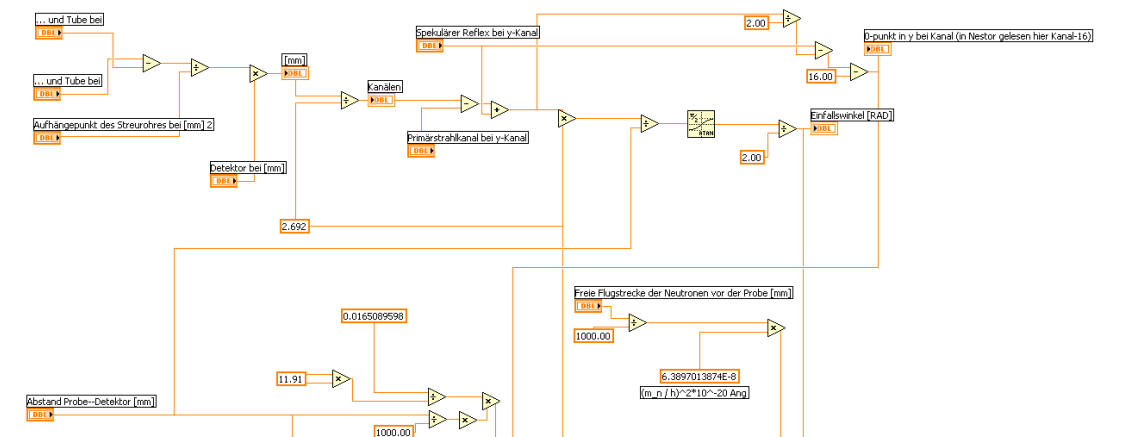 ... und Tube bei
DBL
... und Tube bei
DBL
Aufhängepunkt des Streurohres bei [mm] 2
DBL
Detektor bei [mm]
DBL
[mm]
DBL
2.692
Kanälen
DBL
Primärstrahlkanal bei y-Kanal
DBL
Spekulärer Reflex bei y-Kanal
DBL
2.00
16.00
0-punkt in y bei Kanal (in Nestor gelesen hier Kanal-16)
DBL
ATAN
2.00
Einfallswinkel [RAD]
DBL
Freie Flugstrecke der Neutronen vor der Probe [mm]
DBL
1000.00
6.3897013874E-8
(m_n / h)^2*10^-20 Ang
0.0165089598
11.91
Abstand Probe--Detektor [mm]
DBL
1000.00